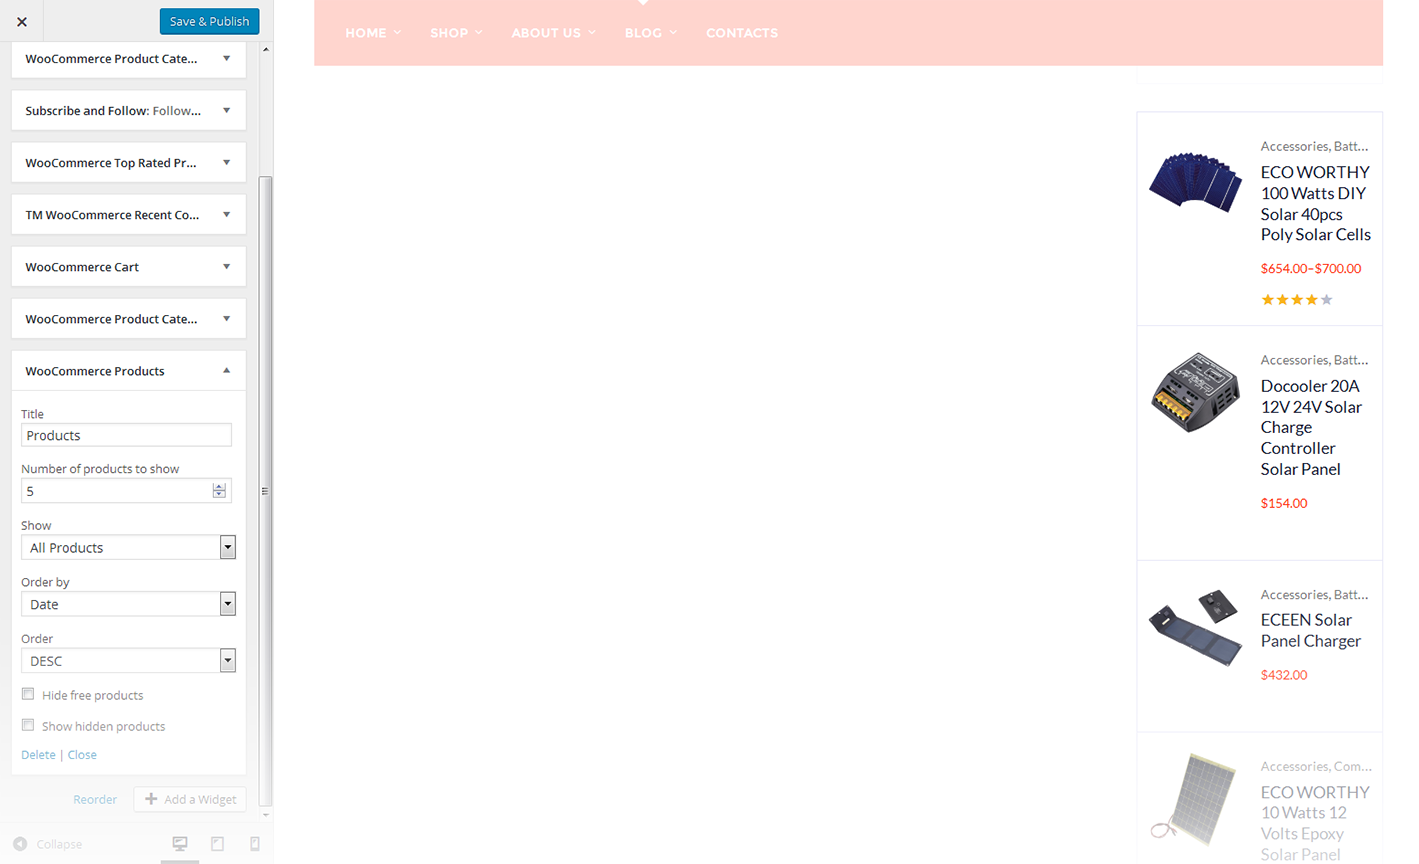 Save & Publish
WooCommerce Product Cate...
Subscribe and Follow: Follow...
WooCommerce Top Rated Pr...
TM WooCommerce Recent Co...
WooCommerce Cart
WooCommerce Product Cate...
WooCommerce Products
Title
Products
Number of products to show
5
Show
All Products
Order by
Date
Order
DESC
Hide free products
Show hidden products
Delete | Close
Reorder
Add a Widget
Collapse
HOME SHOP ABOUT US BLOG CONTACTS
Accessories, Batt...
ECO WORTHY
100 Watts DIY
Solar 40pcs
Poly Solar Cells
$654.00–$700.00
Accessories, Batt...
Docooler 20A
12V 24V Solar
Charge
Controller
Solar Panel
$154.00
Accessories, Batt...
ECEEN Solar
Panel Charger
$432.00
Accessories, Com...
ECO WORTHY
10 Watts 12
Volts Epoxy
Solar Panel